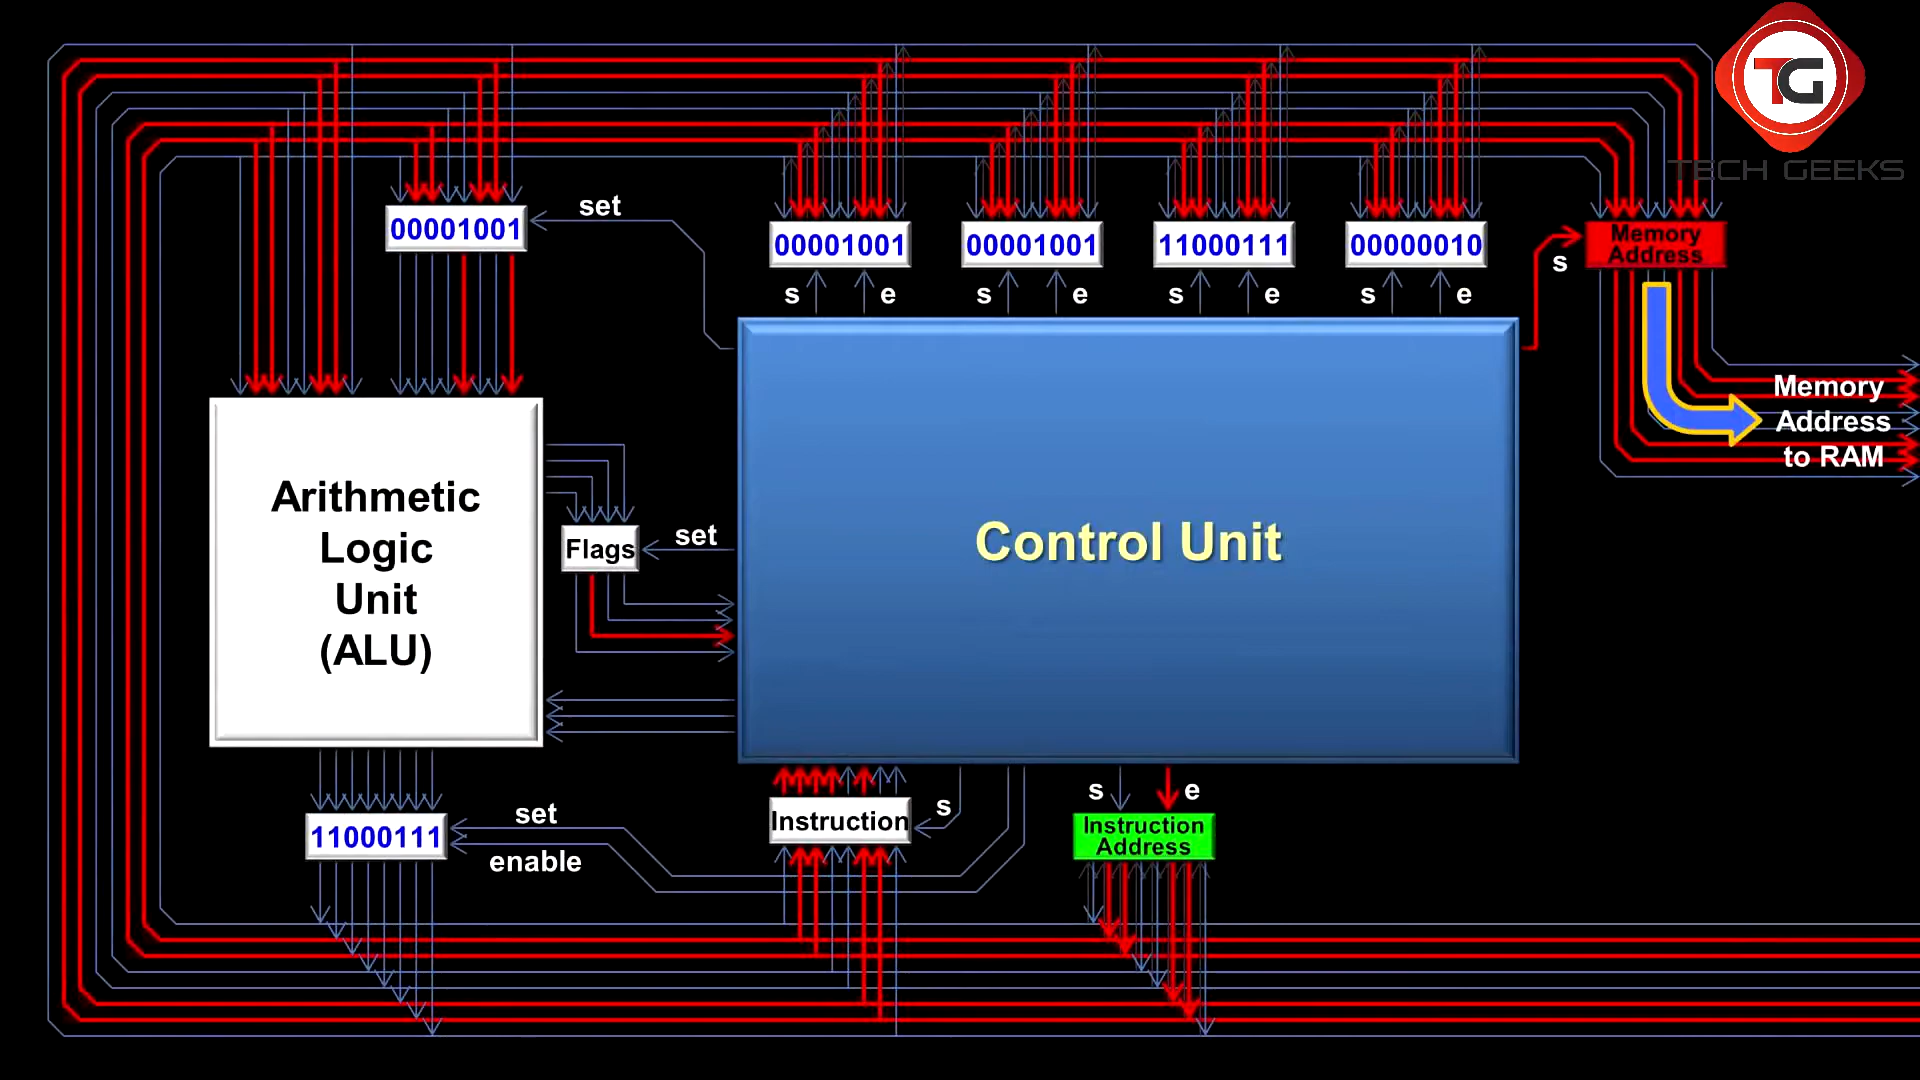 TG
TECH GEEKS
set
00001001
00001001
00001001
11000111
00000010
Memory
Address
s
s
e
s
e
s
e
s
e
Memory
Address
to RAM
Arithmetic
Logic
Unit
(ALU)
Flags
set
Control Unit
s
e
set
enable
11000111
Instruction
s
Instruction
Address